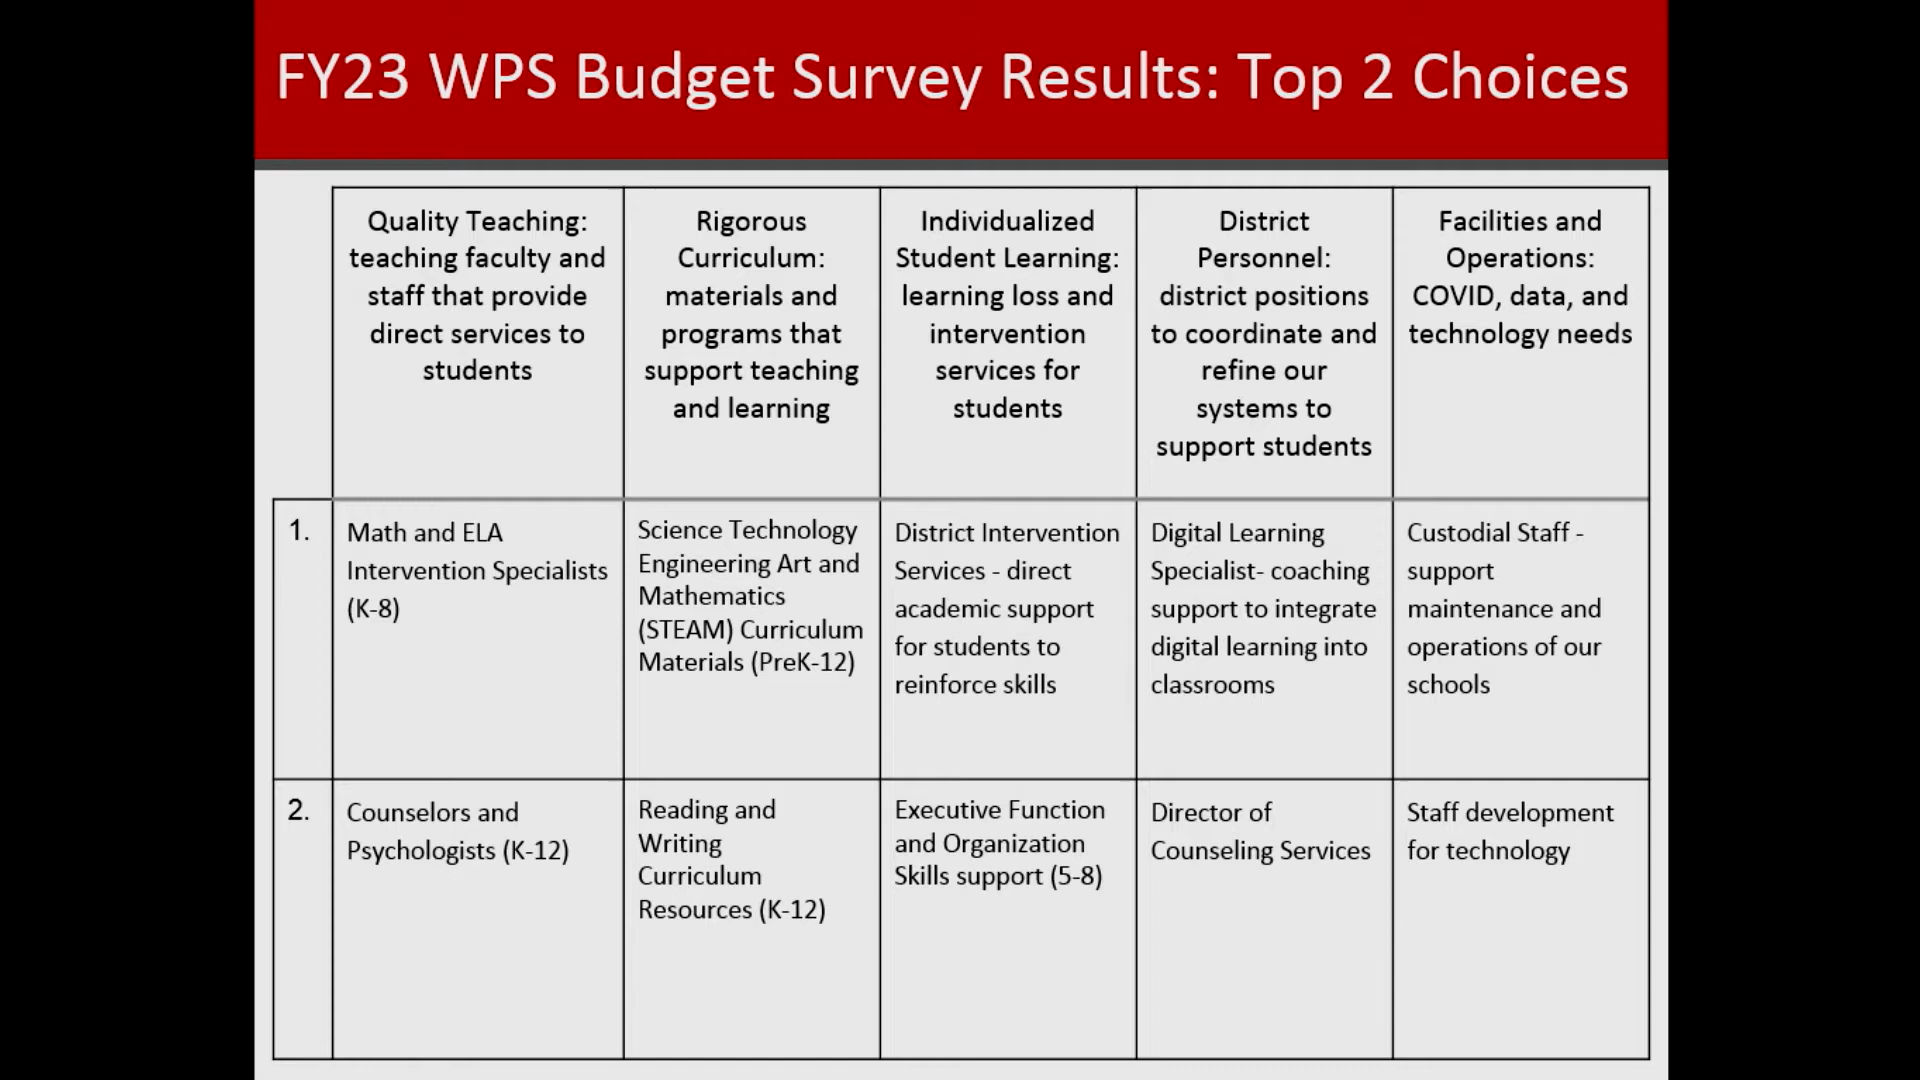 FY23 WPS Budget Survey Results: Top 2 Choices
Quality Teaching:
teaching faculty and
staff that provide
direct services to
students
Rigorous
Curriculum:
materials and
programs that
support teaching
and learning
Individualized
Student Learning:
learning loss and
intervention
services for
students
District
Personnel:
district positions
to coordinate and
refine our
systems to
support students
Facilities and
Operations:
COVID, data, and
technology needs
1.
Math and ELA
Intervention Specialists
(K-8)
Science Technology
Engineering Art and
Mathematics
(STEAM) Curriculum
Materials (PreK-12)
District Intervention
Services - direct
academic support
for students to
reinforce skills
Digital Learning
Specialist- coaching
support to integrate
digital learning into
classrooms
Custodial Staff -
support
maintenance and
operations of our
schools
2.
Counselors and
Psychologists (K-12)
Reading and
Writing
Curriculum
Resources (K-12)
Executive Function
and Organization
Skills support (5-8)
Director of
Counseling Services
Staff development
for technology